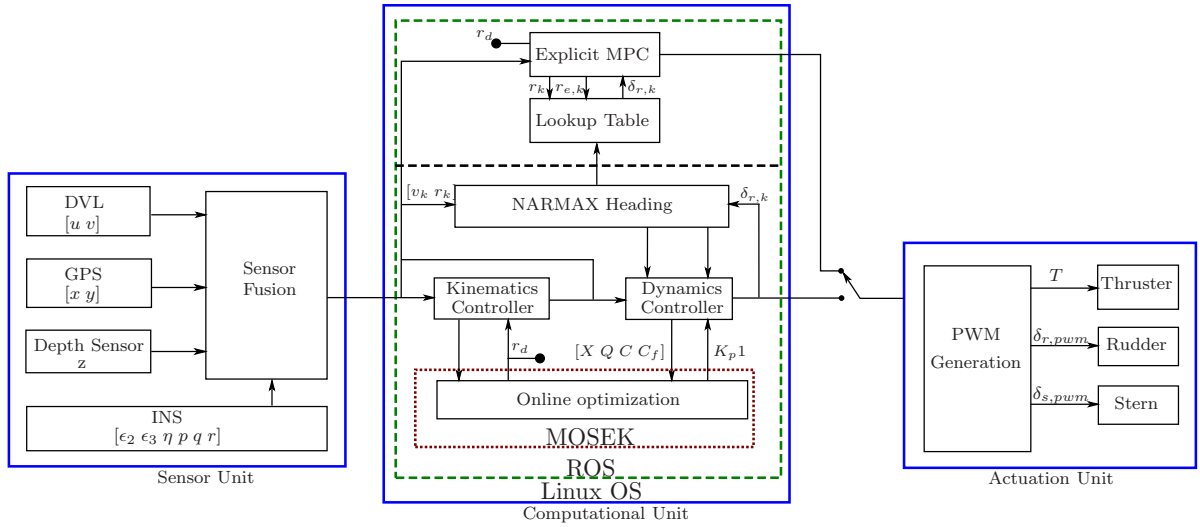 DVL
[u v]
GPS
[x y]
Depth Sensor
z
INS
[ϵ₂ ϵ₃ η p q r]
Sensor
Fusion
Sensor Unit
r_d
Explicit MPC
r_k r_{e,k} δ_{r,k}
Lookup Table
[v_k r_k]
NARMAX Heading
δ_{r,k}
Kinematics
Controller
Dynamics
Controller
r_d
[X Q C C_f]
K_p1
Online optimization
MOSEK
ROS
Linux OS
Computational Unit
PWM
Generation
T
Thruster
δ_{r,pwm}
Rudder
δ_{s,pwm}
Stern
Actuation Unit